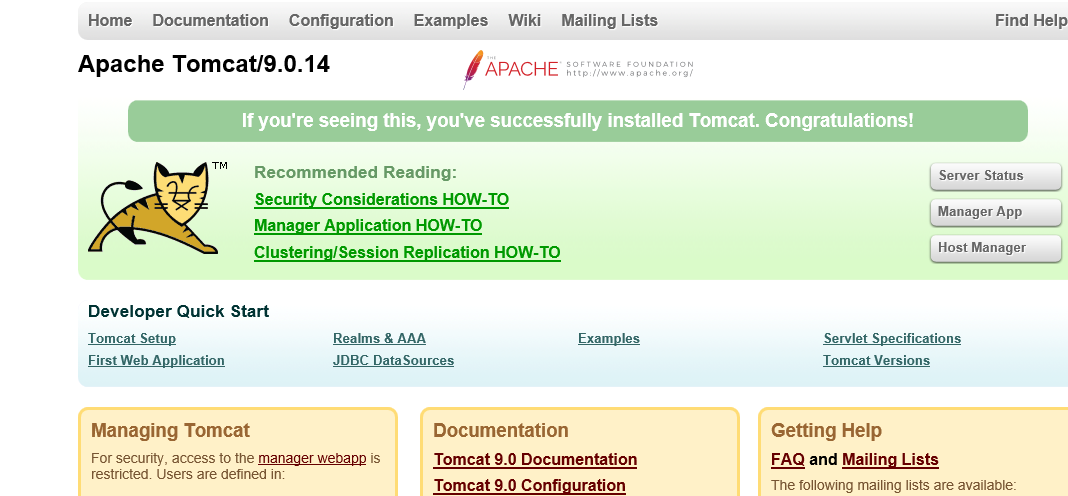 Home Documentation Configuration Examples Wiki Mailing Lists Find Help
Apache Tomcat/9.0.14
THE
APACHE® SOFTWARE FOUNDATION
http://www.apache.org/
If you're seeing this, you've successfully installed Tomcat. Congratulations!
TM
Recommended Reading:
Security Considerations HOW-TO
Manager Application HOW-TO
Clustering/Session Replication HOW-TO
Server Status
Manager App
Host Manager
Developer Quick Start
Tomcat Setup Realms & AAA Examples Servlet Specifications
First Web Application JDBC DataSources Tomcat Versions
Managing Tomcat
For security, access to the manager webapp is
restricted. Users are defined in:
Documentation
Tomcat 9.0 Documentation
Tomcat 9.0 Configuration
Getting Help
FAQ and Mailing Lists
The following mailing lists are available: